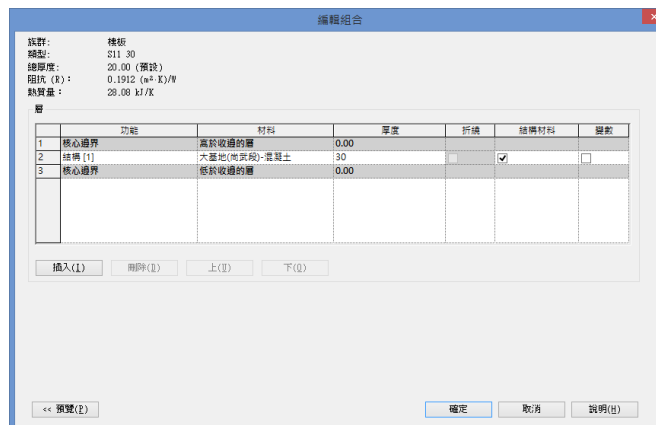 編輯組合
族群: 樓板
類型: S11 30
總厚度: 20.00 (預設)
阻抗 (R): 0.1912 (m²·K)/W
熱質量: 28.08 kJ/K
層
功能 材料 厚度 折繞 結構材料 變數
1 核心邊界 高於收邊的層 0.00
2 結構 [1] 大基地(尚武段)-混凝土 30
3 核心邊界 低於收邊的層 0.00
插入(I) 刪除(D) 上(U) 下(O)
<< 預覽(P) 確定 取消 說明(H)